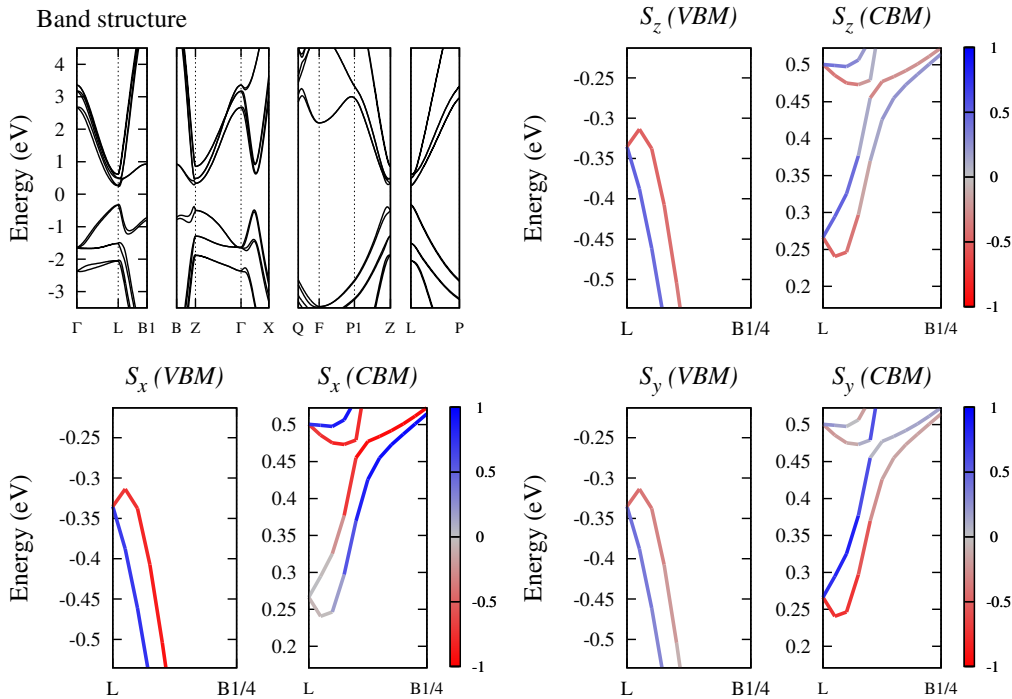 Band structure
Energy (eV)
4
3
2
1
0
-1
-2
-3
Γ L B1
B Z Γ X
Q F P1 Z
L P
S_z (VBM)
Energy (eV)
-0.25
-0.3
-0.35
-0.4
-0.45
-0.5
L B1/4
S_z (CBM)
0.5
0.45
0.4
0.35
0.3
0.25
0.2
L B1/4
1
0.5
0
-0.5
-1
S_x (VBM)
Energy (eV)
-0.25
-0.3
-0.35
-0.4
-0.45
-0.5
L B1/4
S_x (CBM)
0.5
0.45
0.4
0.35
0.3
0.25
0.2
L B1/4
1
0.5
0
-0.5
-1
S_y (VBM)
Energy (eV)
-0.25
-0.3
-0.35
-0.4
-0.45
-0.5
L B1/4
S_y (CBM)
0.5
0.45
0.4
0.35
0.3
0.25
0.2
L B1/4
1
0.5
0
-0.5
-1